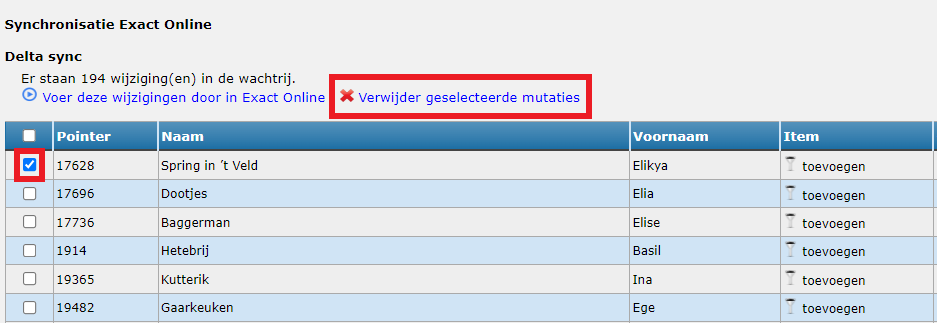 Synchronisatie Exact Online
Delta sync
Er staan 194 wijziging(en) in de wachtrij.
Voer deze wijzigingen door in Exact Online Verwijder geselecteerde mutaties
Pointer Naam Voornaam Item
17628 Spring in 't Veld Elikya toevoegen
17696 Dootjes Elia toevoegen
17736 Baggerman Elise toevoegen
1914 Hetebrij Basil toevoegen
19365 Kutterik Ina toevoegen
19482 Gaarkeuken Ege toevoegen